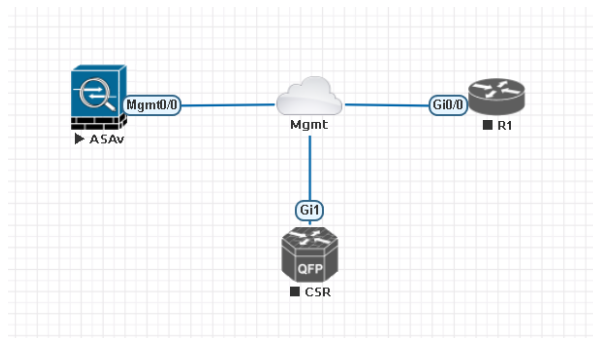 Mgmt0/0
Gi0/0
ASAv
Mgmt
R1
Gi1
QFP
CSR